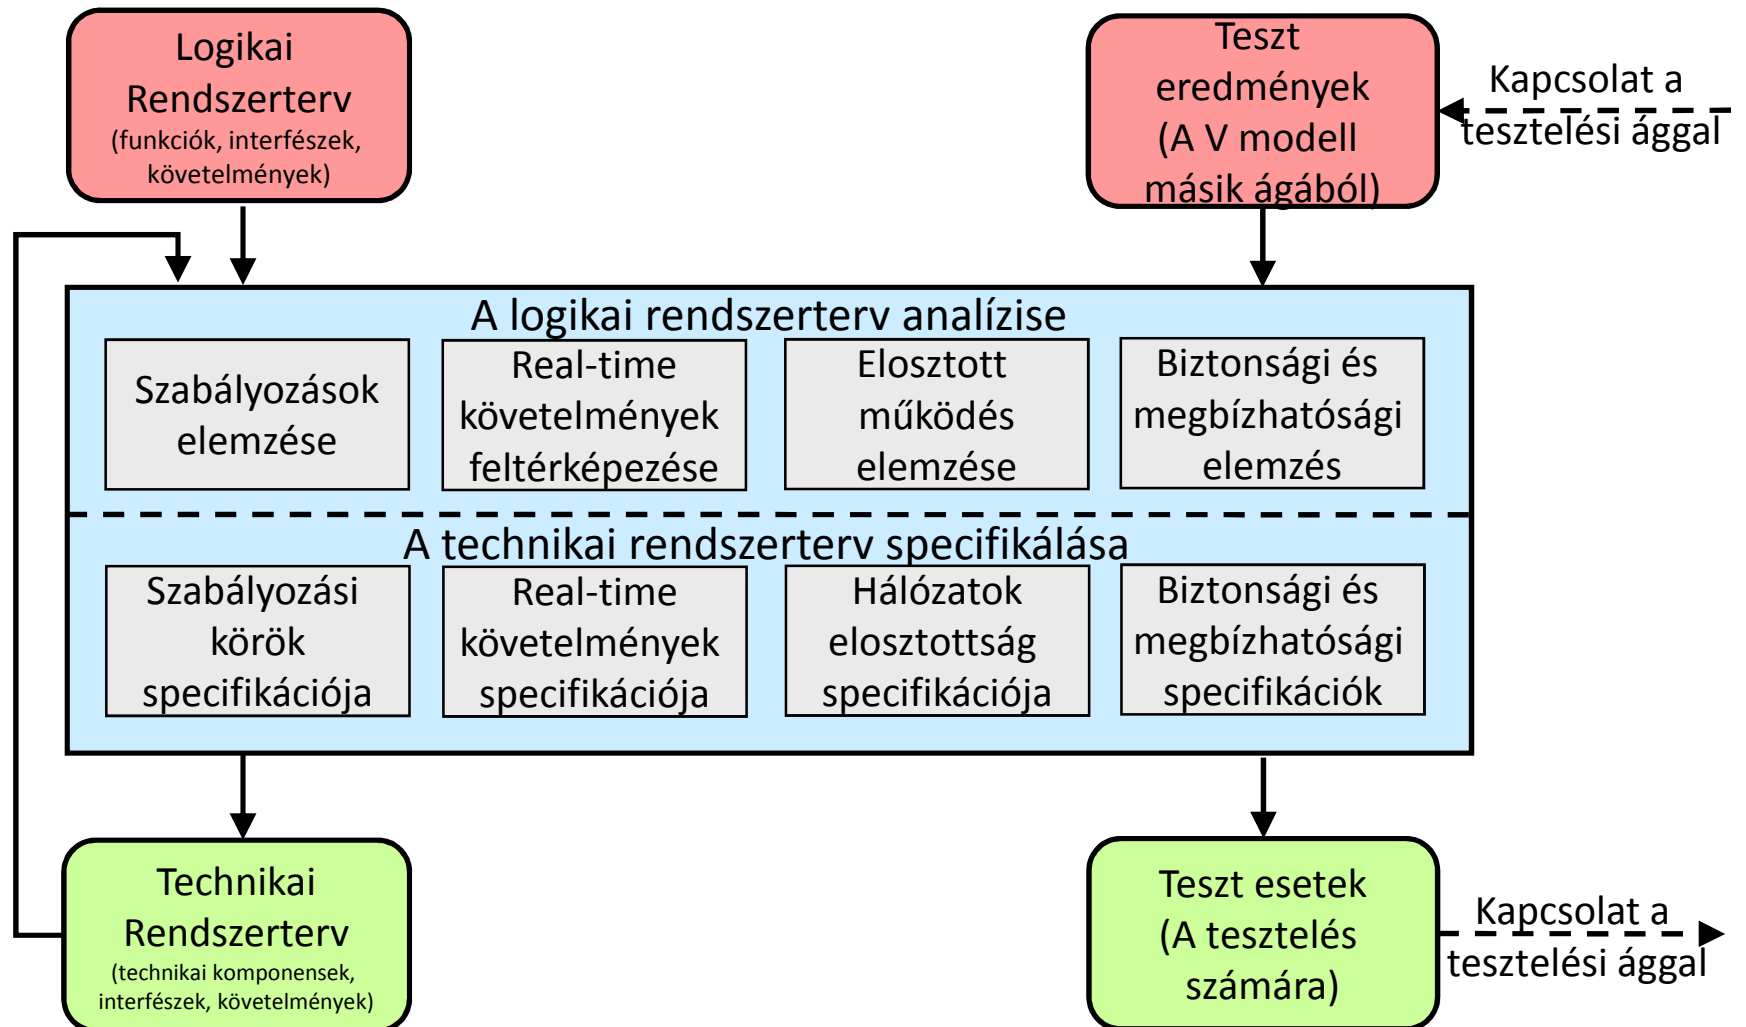 Logikai
Rendszerterv
(funkciók, interfészek,
követelmények)
Teszt
eredmények
(A V modell
másik ágából)
Kapcsolat a
tesztelési ággal
A logikai rendszerterv analízise
Szabályozások
elemzése
Real-time
követelmények
feltérképezése
Elosztott
működés
elemzése
Biztonsági és
megbízhatósági
elemzés
A technikai rendszerterv specifikálása
Szabályozási
körök
specifikációja
Real-time
követelmények
specifikációja
Hálózatok
elosztottság
specifikációja
Biztonsági és
megbízhatósági
specifikációk
Technikai
Rendszerterv
(technikai komponensek,
interfészek, követelmények)
Teszt esetek
(A tesztelés
számára)
Kapcsolat a
tesztelési ággal